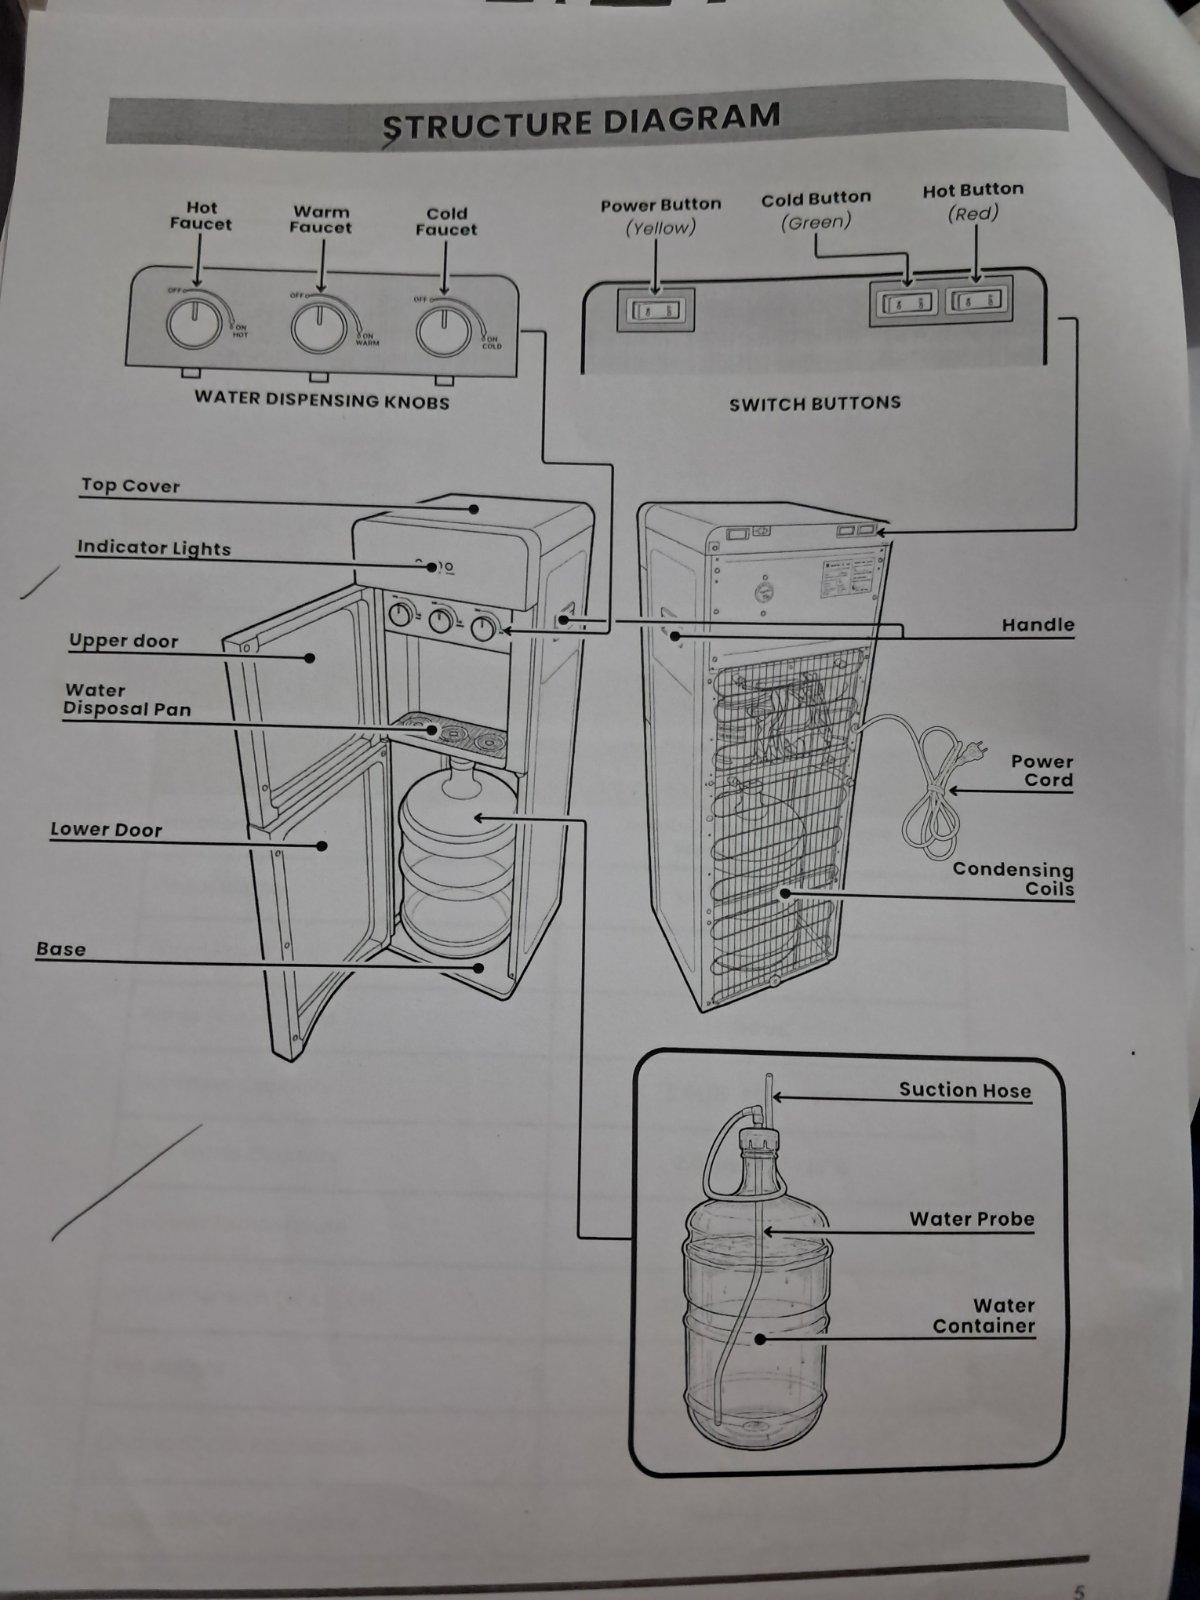 STRUCTURE DIAGRAM
Hot
Faucet
Warm
Faucet
Cold
Faucet
OFF
ON
HOT
OFF
ON
WARM
OFF
ON
COLD
WATER DISPENSING KNOBS
Power Button
(Yellow)
Cold Button
(Green)
Hot Button
(Red)
SWITCH BUTTONS
Top Cover
Indicator Lights
Upper door
Water
Disposal Pan
Lower Door
Base
Handle
Power
Cord
Condensing
Coils
Suction Hose
Water Probe
Water
Container
5